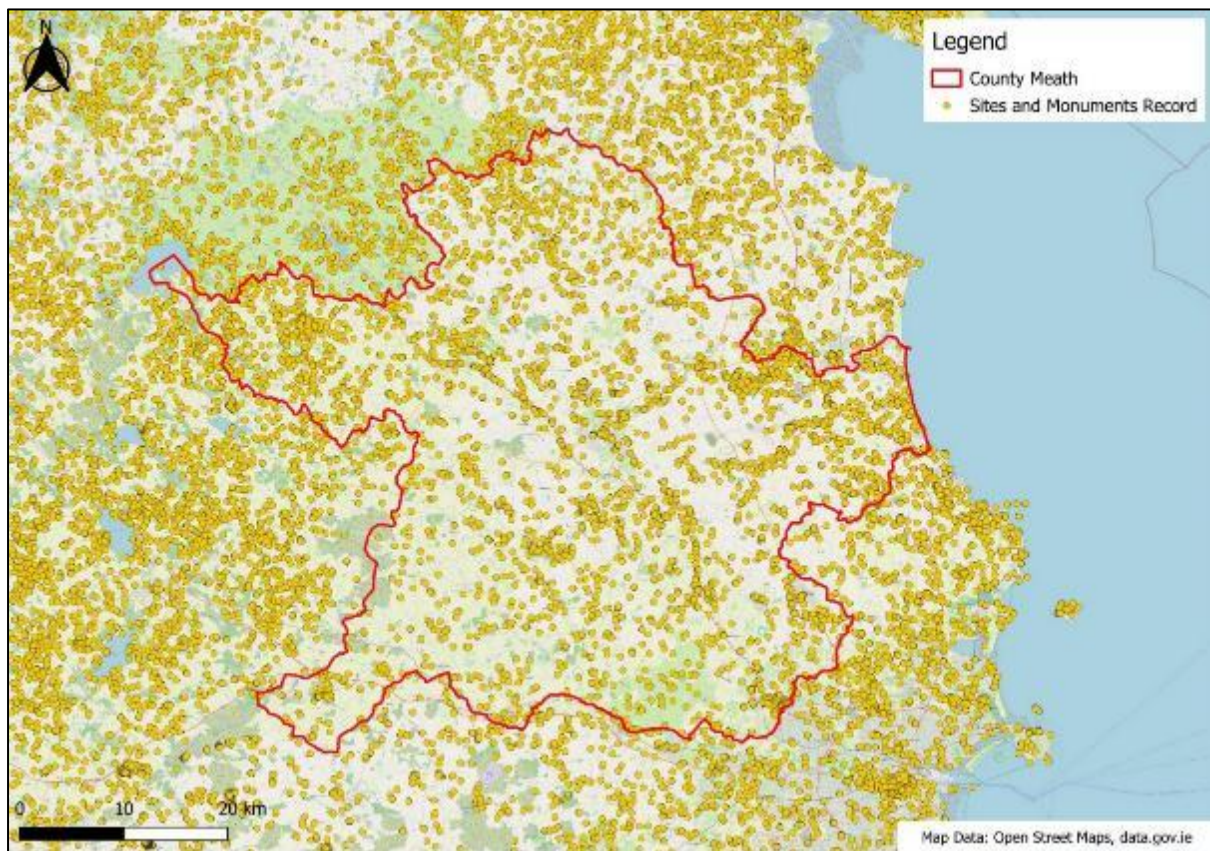 N
Legend
County Meath
Sites and Monuments Record
0 10 20 km
Map Data: Open Street Maps, data.gov.ie